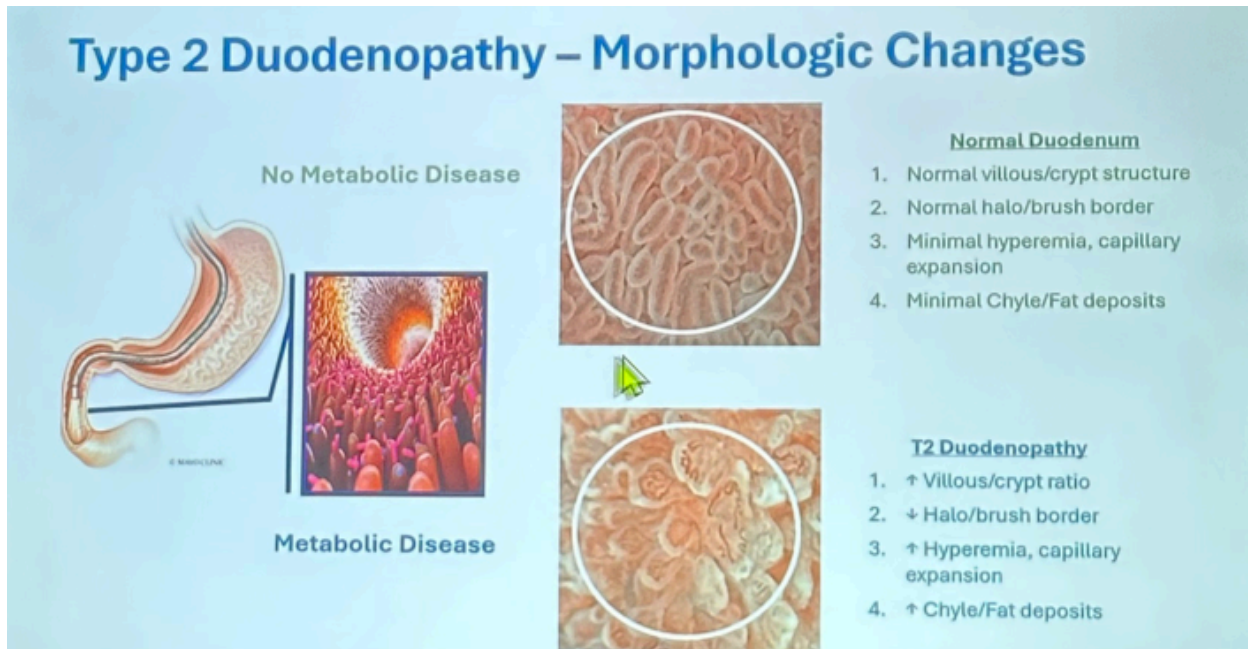 Type 2 Duodenopathy – Morphologic Changes
No Metabolic Disease
Normal Duodenum
1. Normal villous/crypt structure
2. Normal halo/brush border
3. Minimal hyperemia, capillary
expansion
4. Minimal Chyle/Fat deposits
© MAYO CLINIC
Metabolic Disease
T2 Duodenopathy
1. ↑ Villous/crypt ratio
2. ↓ Halo/brush border
3. ↑ Hyperemia, capillary
expansion
4. ↑ Chyle/Fat deposits